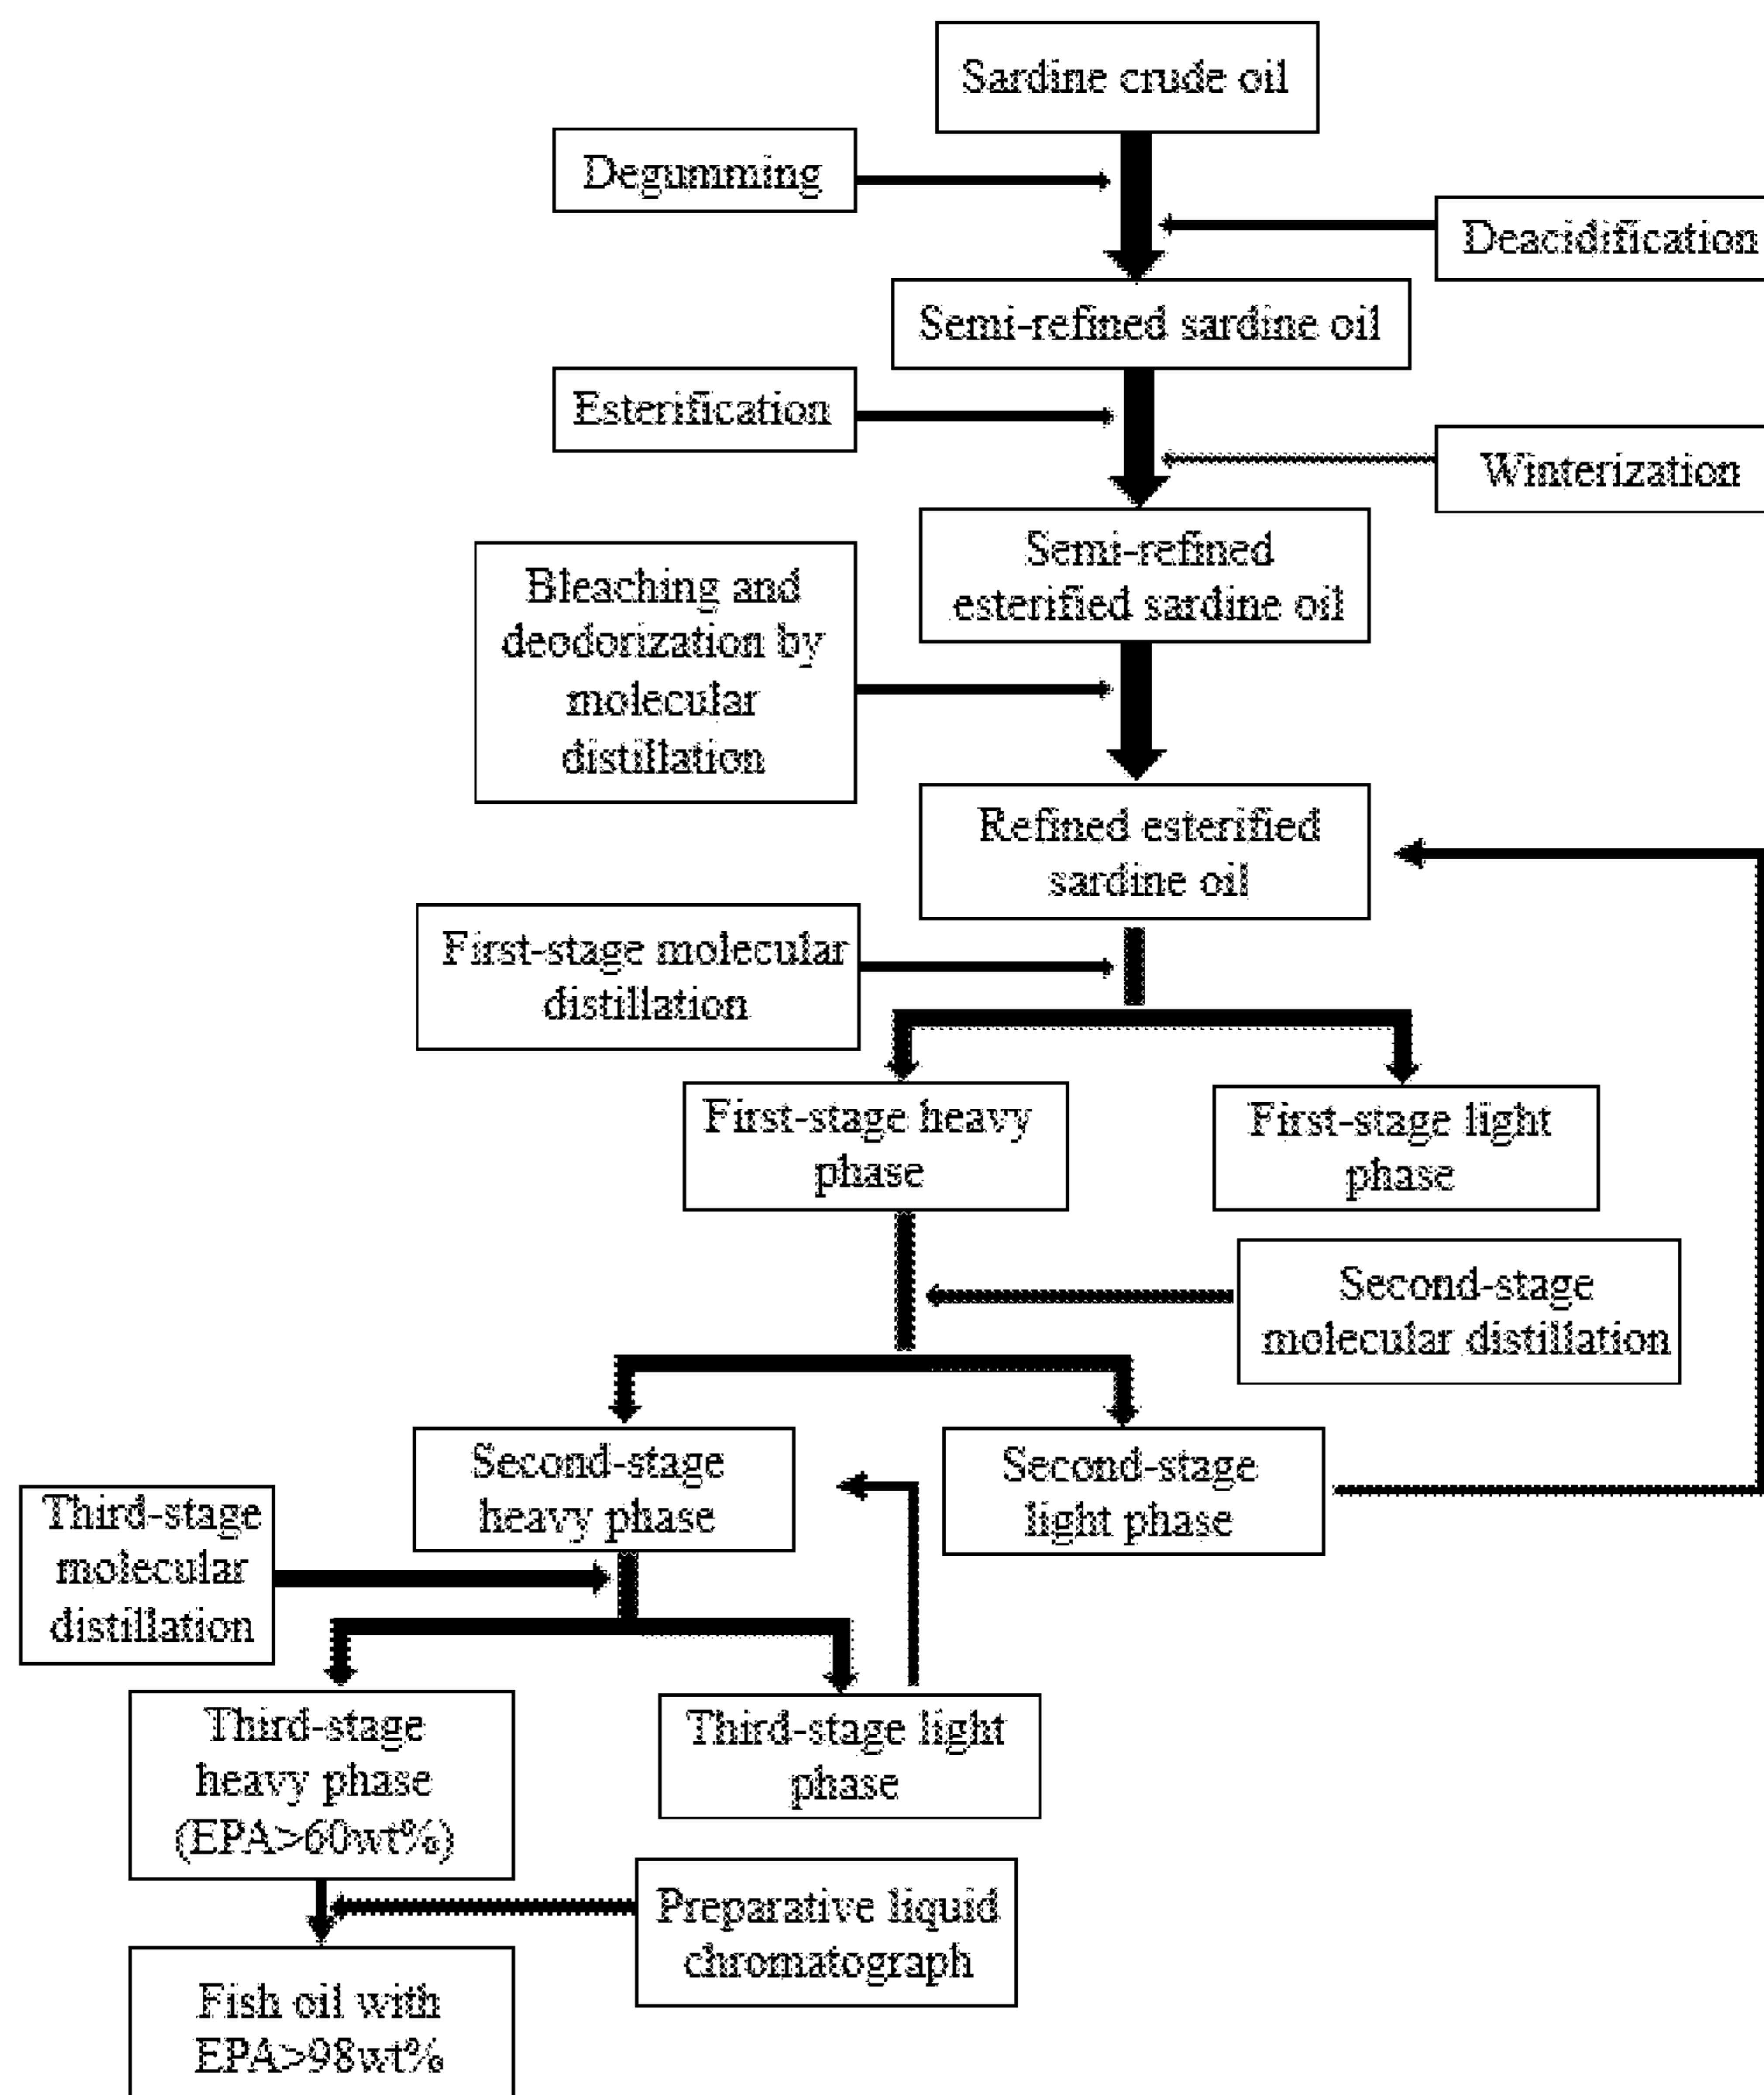 Sardine crude oil
Degumming
Deacidification
Semi-refined sardine oil
Esterification
Winterization
Semi-refined
esterified sardine oil
Bleaching and
deodorization by
molecular
distillation
Refined esterified
sardine oil
First-stage molecular
distillation
First-stage heavy
phase
First-stage light
phase
Second-stage
molecular distillation
Second-stage
heavy phase
Second-stage
light phase
Third-stage
molecular
distillation
Third-stage
heavy phase
(EPA>60wt%)
Third-stage light
phase
Preparative liquid
chromatograph
Fish oil with
EPA>98wt%